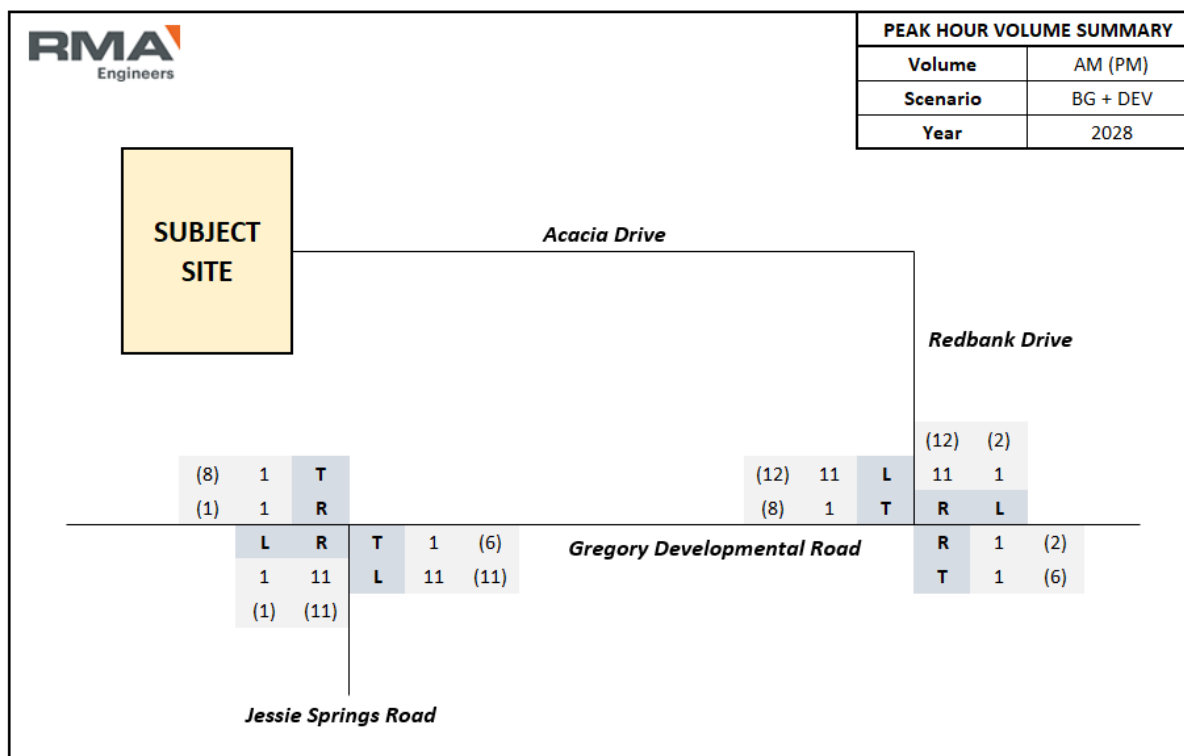 RMA
Engineers
PEAK HOUR VOLUME SUMMARY
Volume AM (PM)
Scenario BG + DEV
Year 2028
SUBJECT
SITE
Acacia Drive
Redbank Drive
(12) (2)
(8) 1 T (12) 11 L 11 1
(1) 1 R (8) 1 T R L
L R T 1 (6) Gregory Developmental Road R 1 (2)
1 11 L 11 (11) T 1 (6)
(1) (11)
Jessie Springs Road